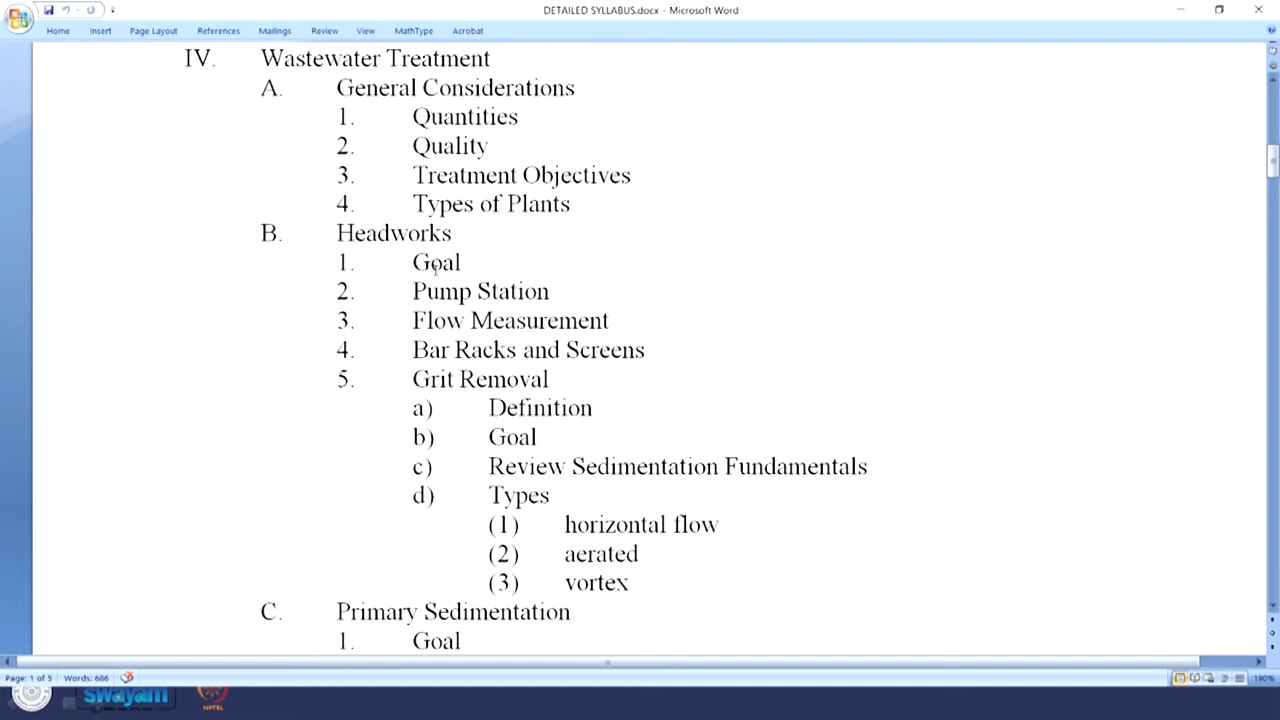 DETAILED SYLLABUS.docx - Microsoft Word
Home Insert Page Layout References Mailings Review View MathType Acrobat
IV. Wastewater Treatment
A. General Considerations
1. Quantities
2. Quality
3. Treatment Objectives
4. Types of Plants
B. Headworks
1. Goal
2. Pump Station
3. Flow Measurement
4. Bar Racks and Screens
5. Grit Removal
a) Definition
b) Goal
c) Review Sedimentation Fundamentals
d) Types
(1) horizontal flow
(2) aerated
(3) vortex
C. Primary Sedimentation
1. Goal
Page: 1 of 5 Words: 686 190%
swayam NPTEL